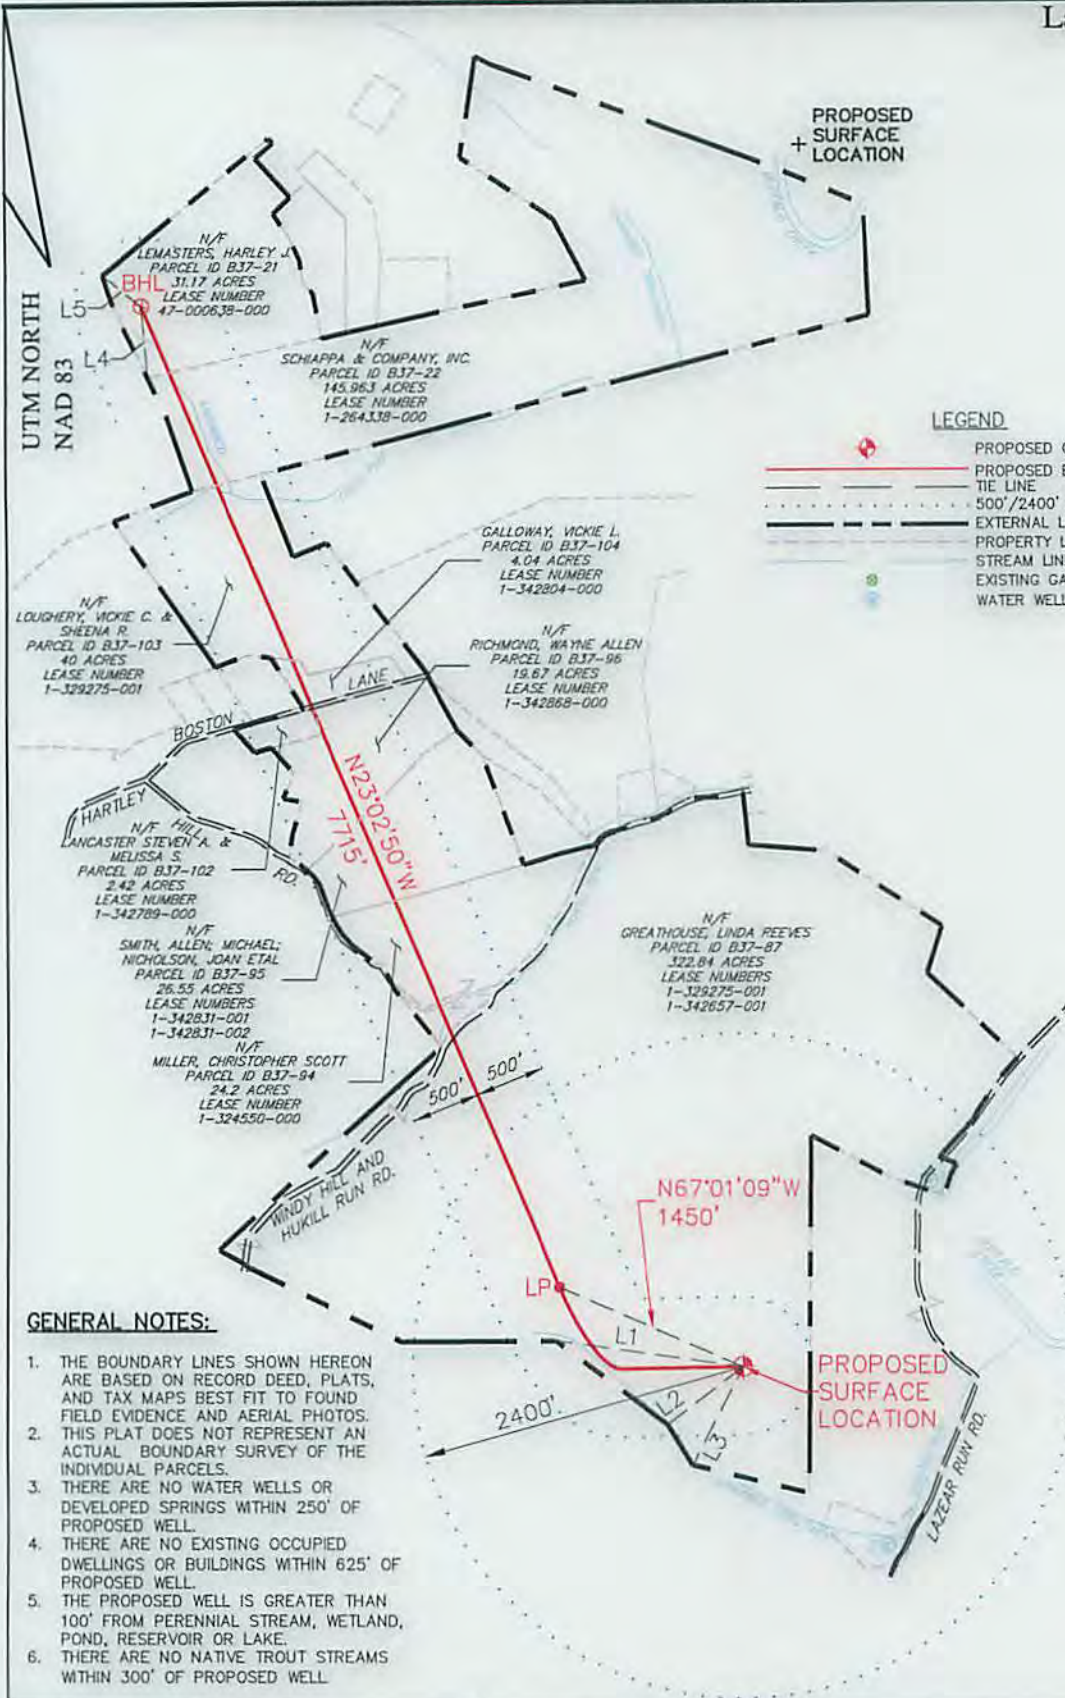 PROPOSED
SURFACE
LOCATION
N/F
LEMASTERS, HARLEY J.
PARCEL ID B37-21
31.17 ACRES
LEASE NUMBER
47-000638-000
BHL
L5
L4
UTM NORTH
NAD 83
N/F
SCHIAPPA & COMPANY, INC.
PARCEL ID B37-22
145.963 ACRES
LEASE NUMBER
1-264338-000
LEGEND
PROPOSED
PROPOSED
TIE LINE
500'/2400'
EXTERNAL
PROPERTY
STREAM
EXISTING
WATER WELL
GALLOWAY, VICKIE L.
PARCEL ID B37-104
4.04 ACRES
LEASE NUMBER
1-342804-000
N/F
LOUGHERY, VICKIE C. &
SHEENA R.
PARCEL ID B37-103
40 ACRES
LEASE NUMBER
1-329275-001
N/F
RICHMOND, WAYNE ALLEN
PARCEL ID B37-96
19.67 ACRES
LEASE NUMBER
1-342868-000
BOSTON LANE
HARTLEY HILL RD.
N23°02'50"W
7715'
N/F
LANCASTER STEVEN A. &
MELISSA S.
PARCEL ID B37-102
2.42 ACRES
LEASE NUMBER
1-342789-000
N/F
SMITH, ALLEN; MICHAEL;
NICHOLSON, JOAN ETAL
PARCEL ID B37-95
26.55 ACRES
LEASE NUMBERS
1-342831-001
1-342831-002
N/F
MILLER, CHRISTOPHER SCOTT
PARCEL ID B37-94
24.2 ACRES
LEASE NUMBER
1-324550-000
N/F
GREATHOUSE, LINDA REEVES
PARCEL ID B37-87
322.84 ACRES
LEASE NUMBERS
1-329275-001
1-342657-001
500' 500'
WINDY HILL AND
HUKILL RUN RD.
N67°01'09"W
1450'
LP
L1
L2
L3
2400'
PROPOSED
SURFACE
LOCATION
LAZEAR RUN RD.
GENERAL NOTES:
1. THE BOUNDARY LINES SHOWN HEREON
ARE BASED ON RECORD DEED, PLATS,
AND TAX MAPS BEST FIT TO FOUND
FIELD EVIDENCE AND AERIAL PHOTOS.
2. THIS PLAT DOES NOT REPRESENT AN
ACTUAL BOUNDARY SURVEY OF THE
INDIVIDUAL PARCELS.
3. THERE ARE NO WATER WELLS OR
DEVELOPED SPRINGS WITHIN 250' OF
PROPOSED WELL.
4. THERE ARE NO EXISTING OCCUPIED
DWELLINGS OR BUILDINGS WITHIN 625' OF
PROPOSED WELL.
5. THE PROPOSED WELL IS GREATER THAN
100' FROM PERENNIAL STREAM, WETLAND,
POND, RESERVOIR OR LAKE.
6. THERE ARE NO NATIVE TROUT STREAMS
WITHIN 300' OF PROPOSED WELL